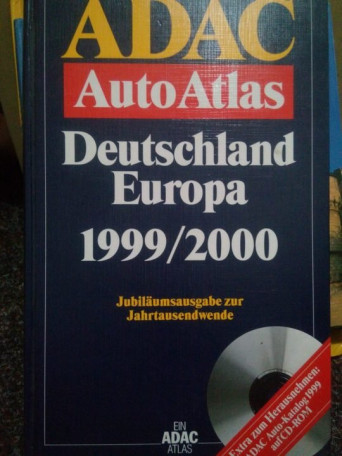 ADAC
AutoAtlas
Deutschland
Europa
1999/2000
Jubiläumsausgabe zur
Jahrtausendwende
Extra zum Herausnehmen:
ADAC Auto-Katalog 1999
auf CD-ROM
EIN
ADAC
ATLAS